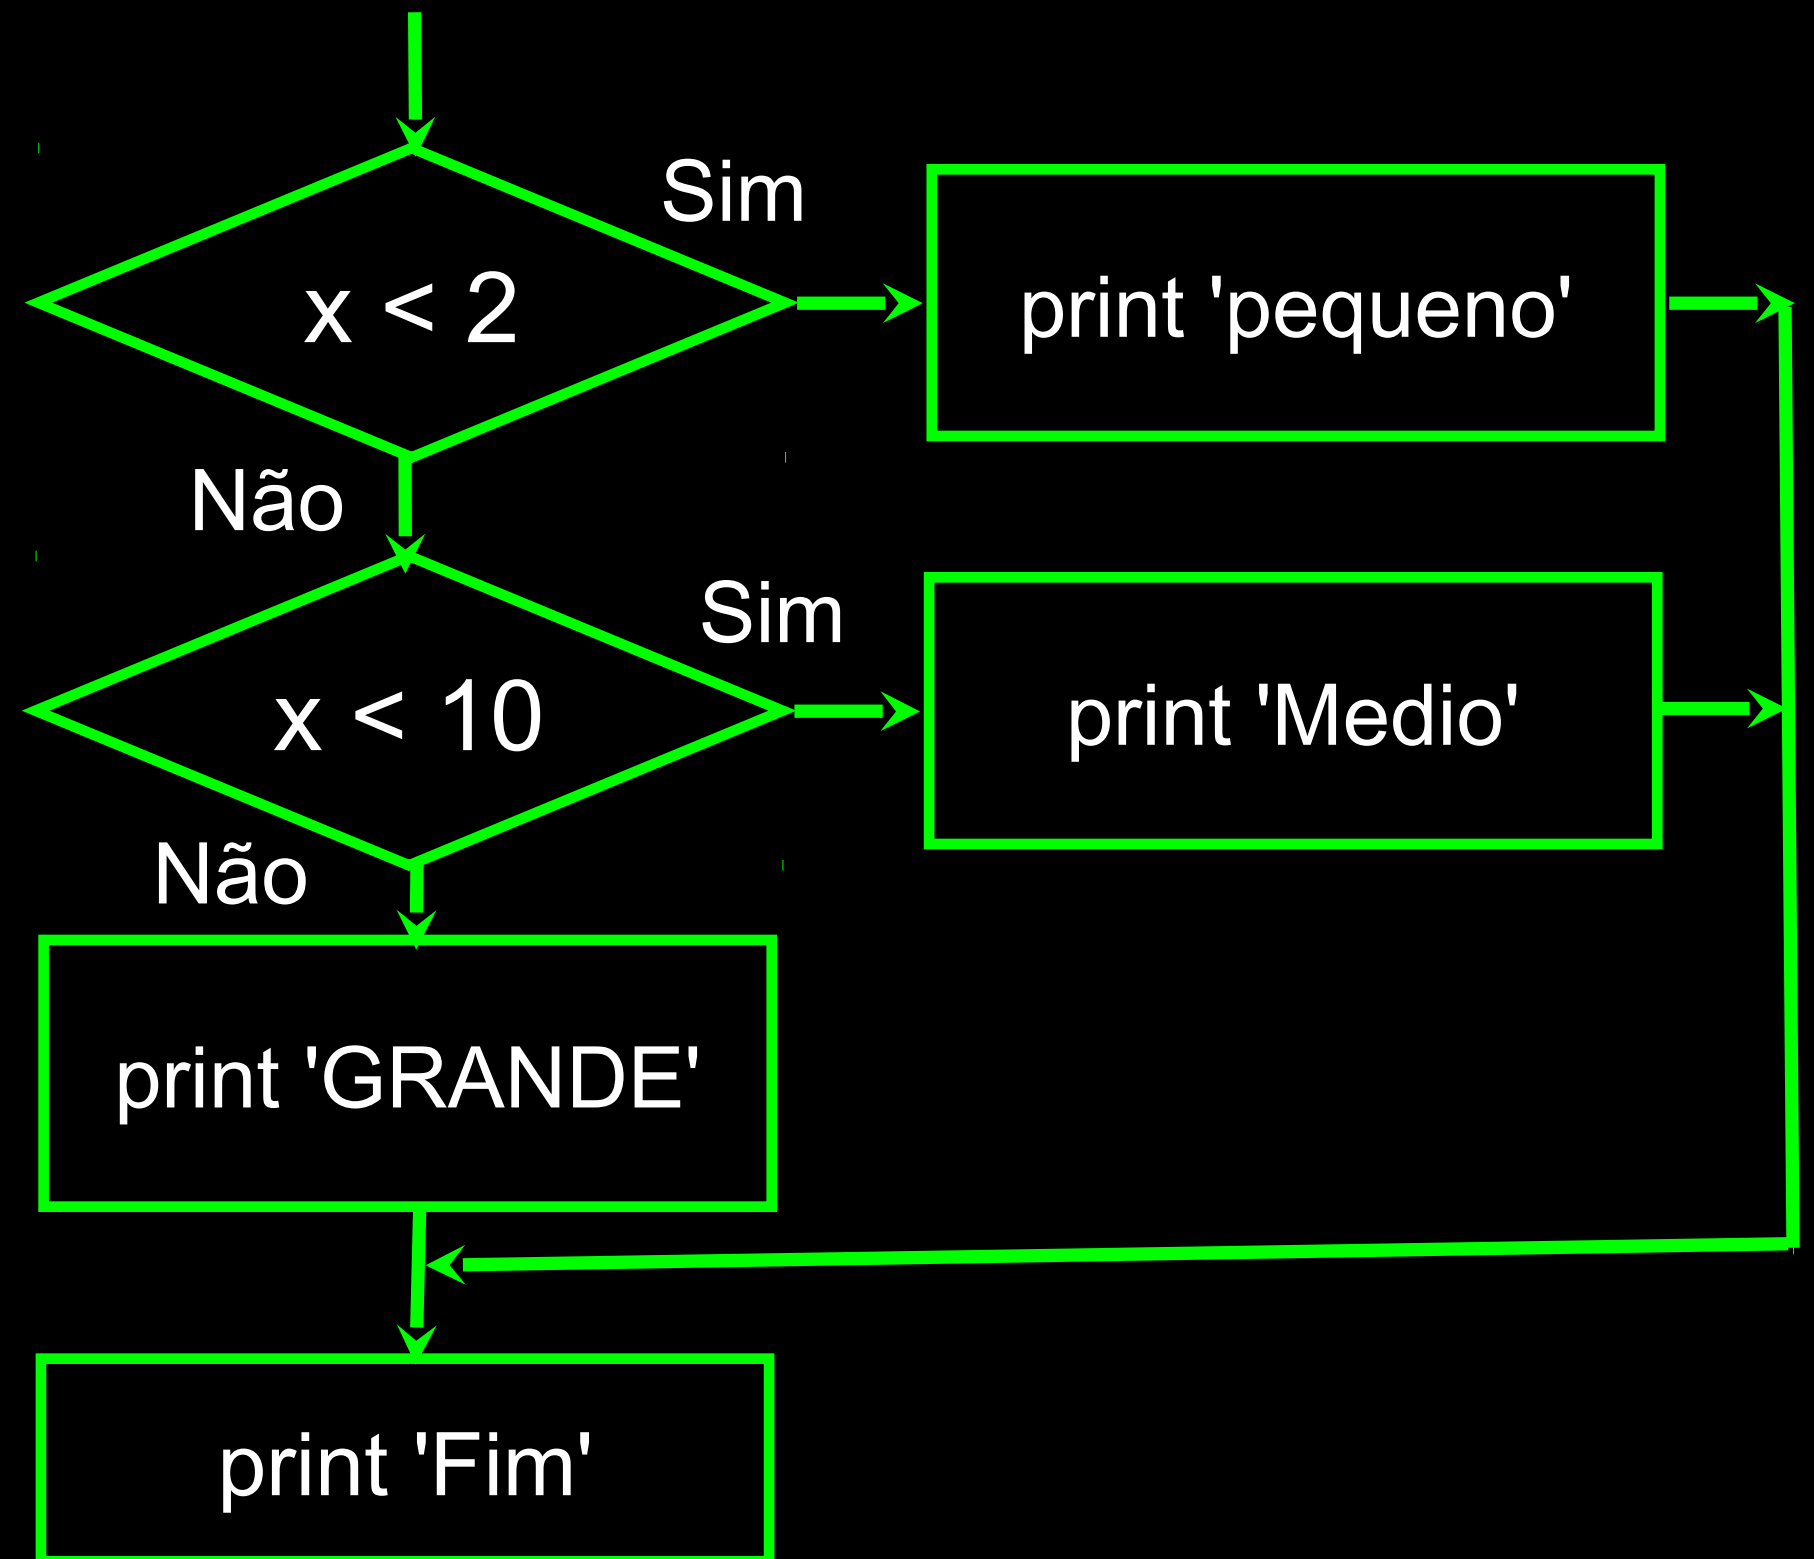 Sim
x < 2
print 'pequeno'
Não
Sim
x < 10
print 'Medio'
Não
print 'GRANDE'
print 'Fim'